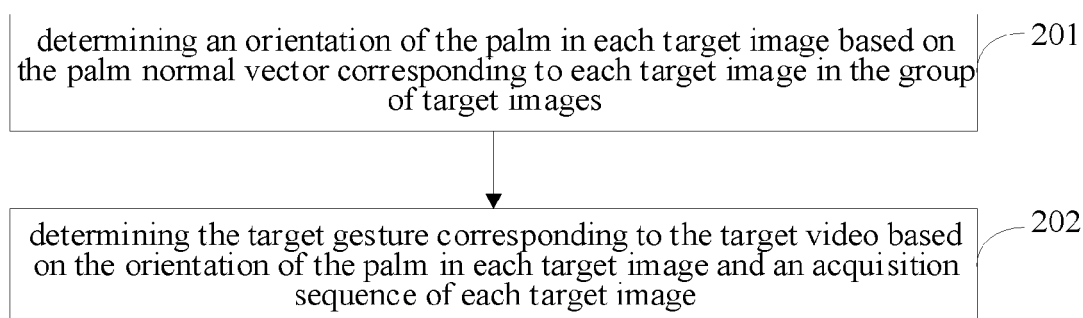 determining an orientation of the palm in each target image based on
the palm normal vector corresponding to each target image in the group
of target images
201
determining the target gesture corresponding to the target video based
on the orientation of the palm in each target image and an acquisition
sequence of each target image
202